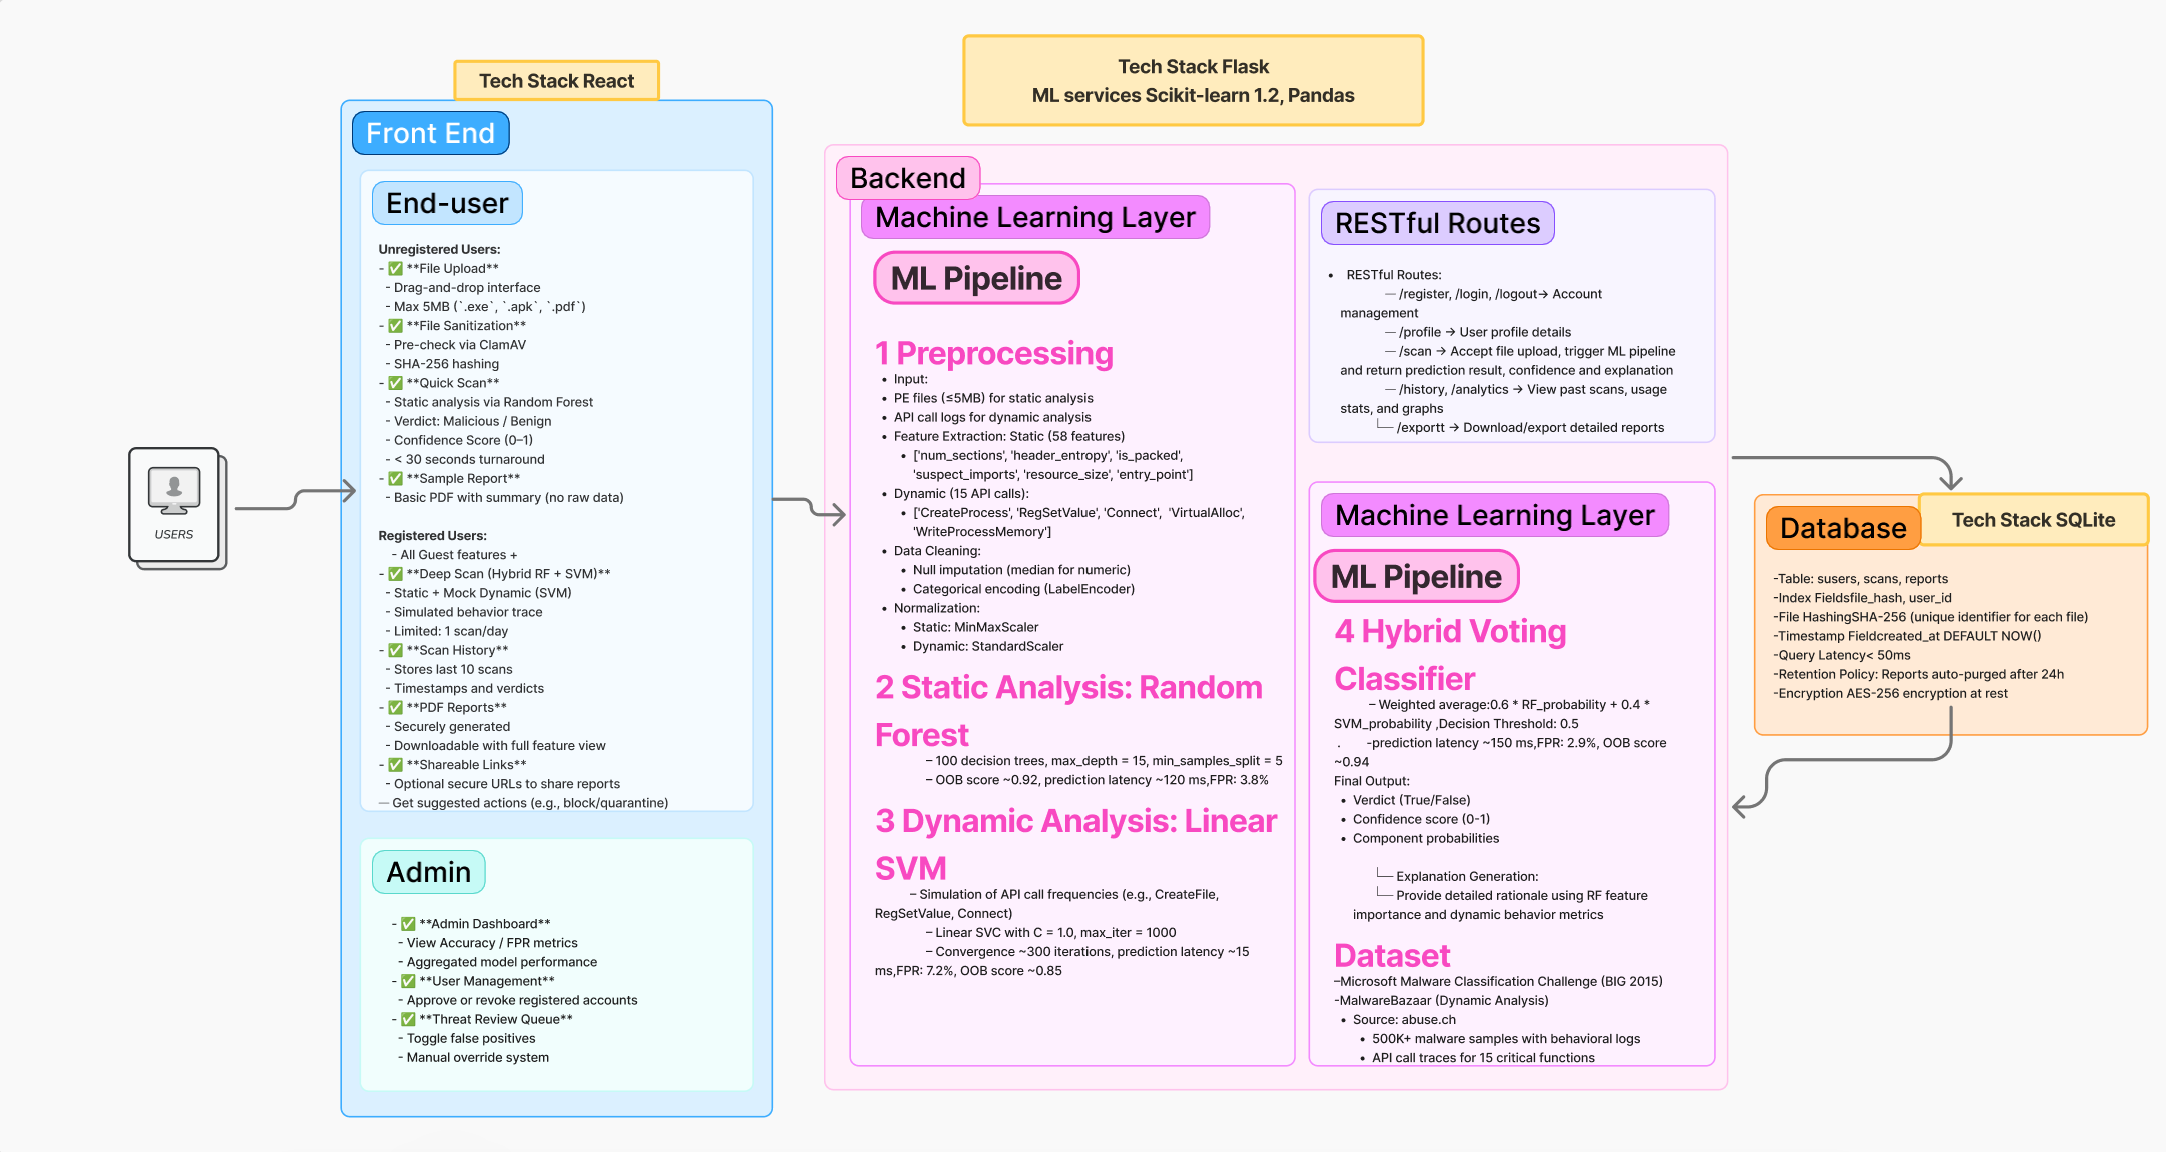 USERS
Tech Stack React
Front End
End-user
Unregistered Users:
- ✅ **File Upload**
- Drag-and-drop interface
- Max 5MB (`.exe`, `.apk`, `.pdf`)
- ✅ **File Sanitization**
- Pre-check via ClamAV
- SHA-256 hashing
- ✅ **Quick Scan**
- Static analysis via Random Forest
- Verdict: Malicious / Benign
- Confidence Score (0–1)
- < 30 seconds turnaround
- ✅ **Sample Report**
- Basic PDF with summary (no raw data)
Registered Users:
- All Guest features +
- ✅ **Deep Scan (Hybrid RF + SVM)**
- Static + Mock Dynamic (SVM)
- Simulated behavior trace
- Limited: 1 scan/day
- ✅ **Scan History**
- Stores last 10 scans
- Timestamps and verdicts
- ✅ **PDF Reports**
- Securely generated
- Downloadable with full feature view
- ✅ **Shareable Links**
- Optional secure URLs to share reports
— Get suggested actions (e.g., block/quarantine)
Admin
- ✅ **Admin Dashboard**
- View Accuracy / FPR metrics
- Aggregated model performance
- ✅ **User Management**
- Approve or revoke registered accounts
- ✅ **Threat Review Queue**
- Toggle false positives
- Manual override system
Tech Stack Flask
ML services Scikit-learn 1.2, Pandas
Backend
Machine Learning Layer
ML Pipeline
1 Preprocessing
• Input:
• PE files (≤5MB) for static analysis
• API call logs for dynamic analysis
• Feature Extraction: Static (58 features)
• ['num_sections', 'header_entropy', 'is_packed',
'suspect_imports', 'resource_size', 'entry_point']
• Dynamic (15 API calls):
• ['CreateProcess', 'RegSetValue', 'Connect', 'VirtualAlloc',
'WriteProcessMemory']
• Data Cleaning:
• Null imputation (median for numeric)
• Categorical encoding (LabelEncoder)
• Normalization:
• Static: MinMaxScaler
• Dynamic: StandardScaler
2 Static Analysis: Random
Forest
– 100 decision trees, max_depth = 15, min_samples_split = 5
– OOB score ~0.92, prediction latency ~120 ms,FPR: 3.8%
3 Dynamic Analysis: Linear
SVM
– Simulation of API call frequencies (e.g., CreateFile,
RegSetValue, Connect)
– Linear SVC with C = 1.0, max_iter = 1000
– Convergence ~300 iterations, prediction latency ~15
ms,FPR: 7.2%, OOB score ~0.85
RESTful Routes
• RESTful Routes:
— /register, /login, /logout→ Account
management
— /profile → User profile details
— /scan → Accept file upload, trigger ML pipeline
and return prediction result, confidence and explanation
— /history, /analytics → View past scans, usage
stats, and graphs
└─ /exportt → Download/export detailed reports
Machine Learning Layer
ML Pipeline
4 Hybrid Voting
Classifier
– Weighted average:0.6 * RF_probability + 0.4 *
SVM_probability ,Decision Threshold: 0.5
. -prediction latency ~150 ms,FPR: 2.9%, OOB score
~0.94
Final Output:
• Verdict (True/False)
• Confidence score (0-1)
• Component probabilities
└─ Explanation Generation:
└─ Provide detailed rationale using RF feature
importance and dynamic behavior metrics
Dataset
–Microsoft Malware Classification Challenge (BIG 2015)
-MalwareBazaar (Dynamic Analysis)
• Source: abuse.ch
• 500K+ malware samples with behavioral logs
• API call traces for 15 critical functions
Database
Tech Stack SQLite
-Table: susers, scans, reports
-Index Fieldsfile_hash, user_id
-File HashingSHA-256 (unique identifier for each file)
-Timestamp Fieldcreated_at DEFAULT NOW()
-Query Latency< 50ms
-Retention Policy: Reports auto-purged after 24h
-Encryption AES-256 encryption at rest